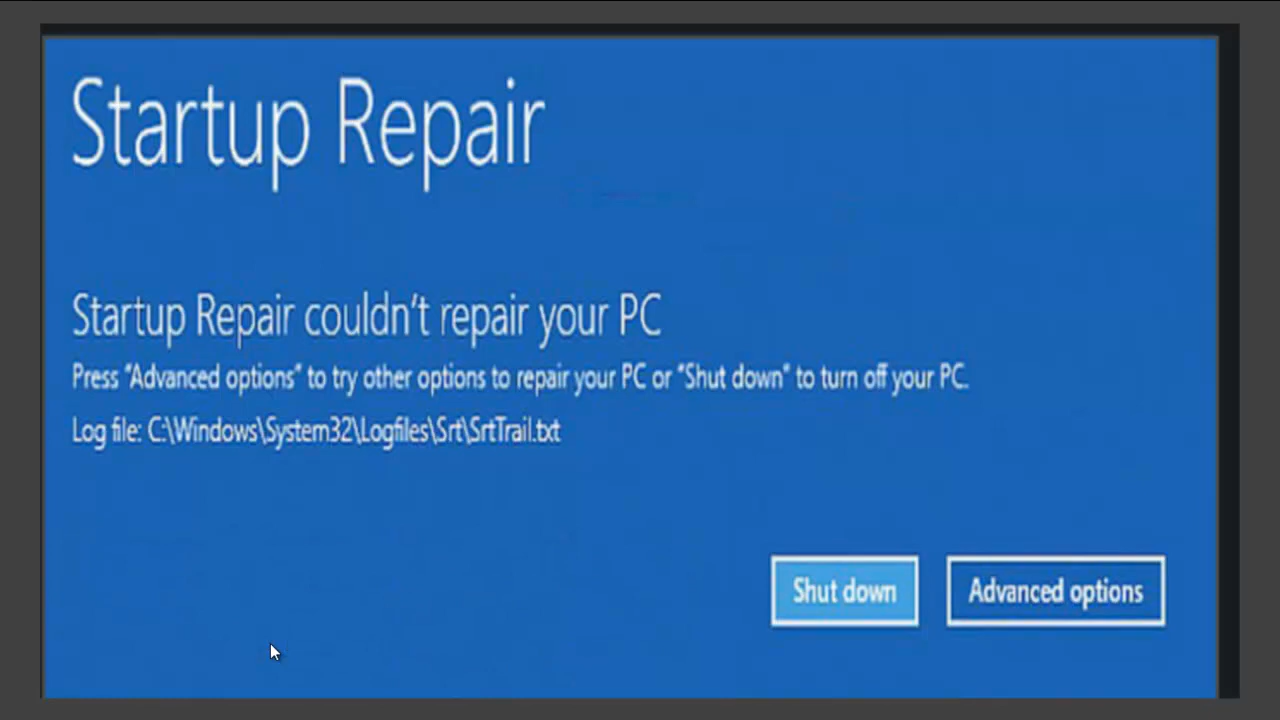 Startup Repair
Startup Repair couldn't repair your PC
Press "Advanced options" to try other options to repair your PC or "Shut down" to turn off your PC.
Log file: C:\Windows\System32\Logfiles\Srt\SrtTrail.txt
Shut down
Advanced options